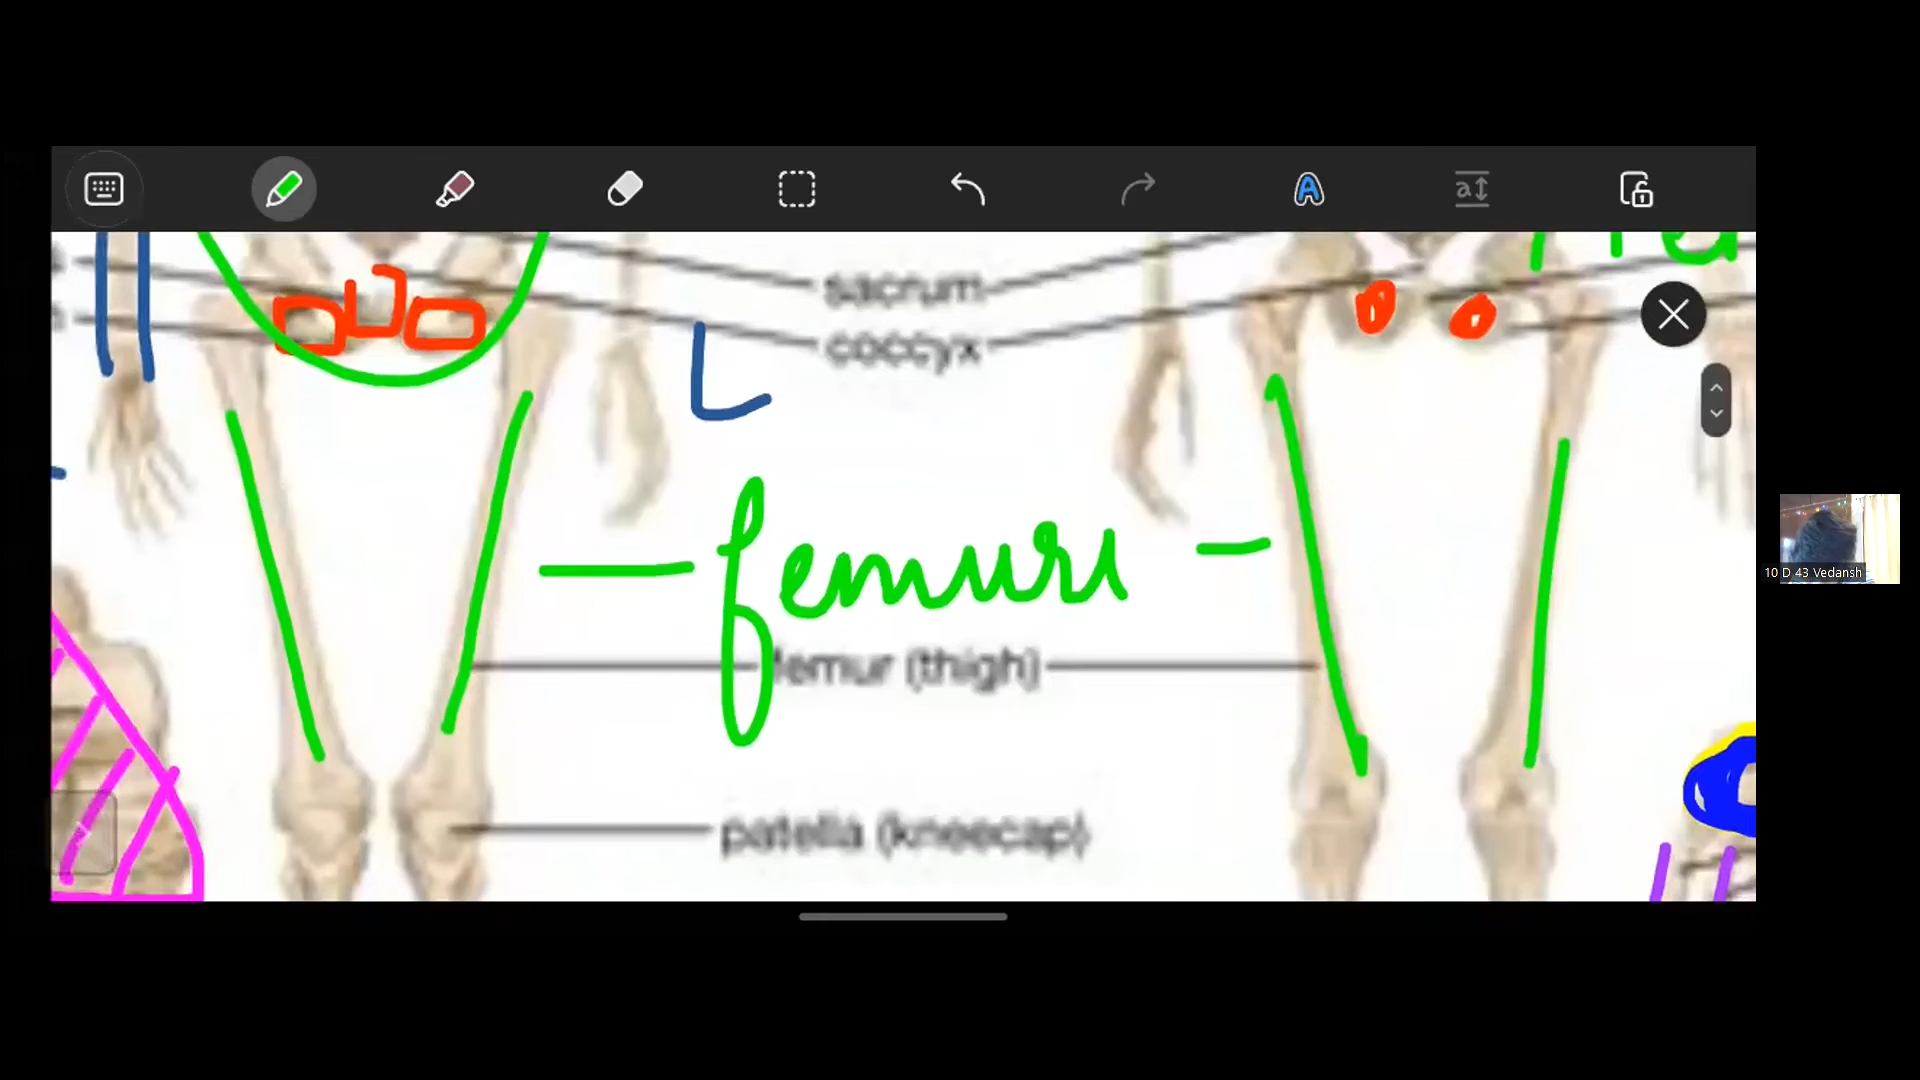 sacrum
coccyx
L
femur
femur (thigh)
patella (kneecap)
10 D 43 Vedansh